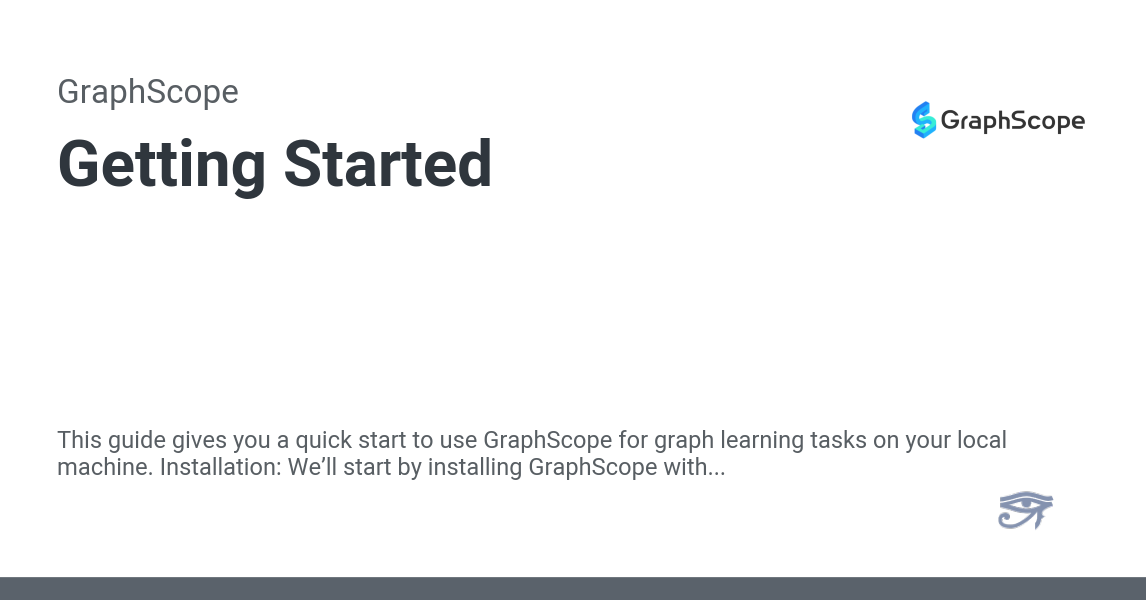 GraphScope
GraphScope
Getting Started
This guide gives you a quick start to use GraphScope for graph learning tasks on your local
machine. Installation: We’ll start by installing GraphScope with...